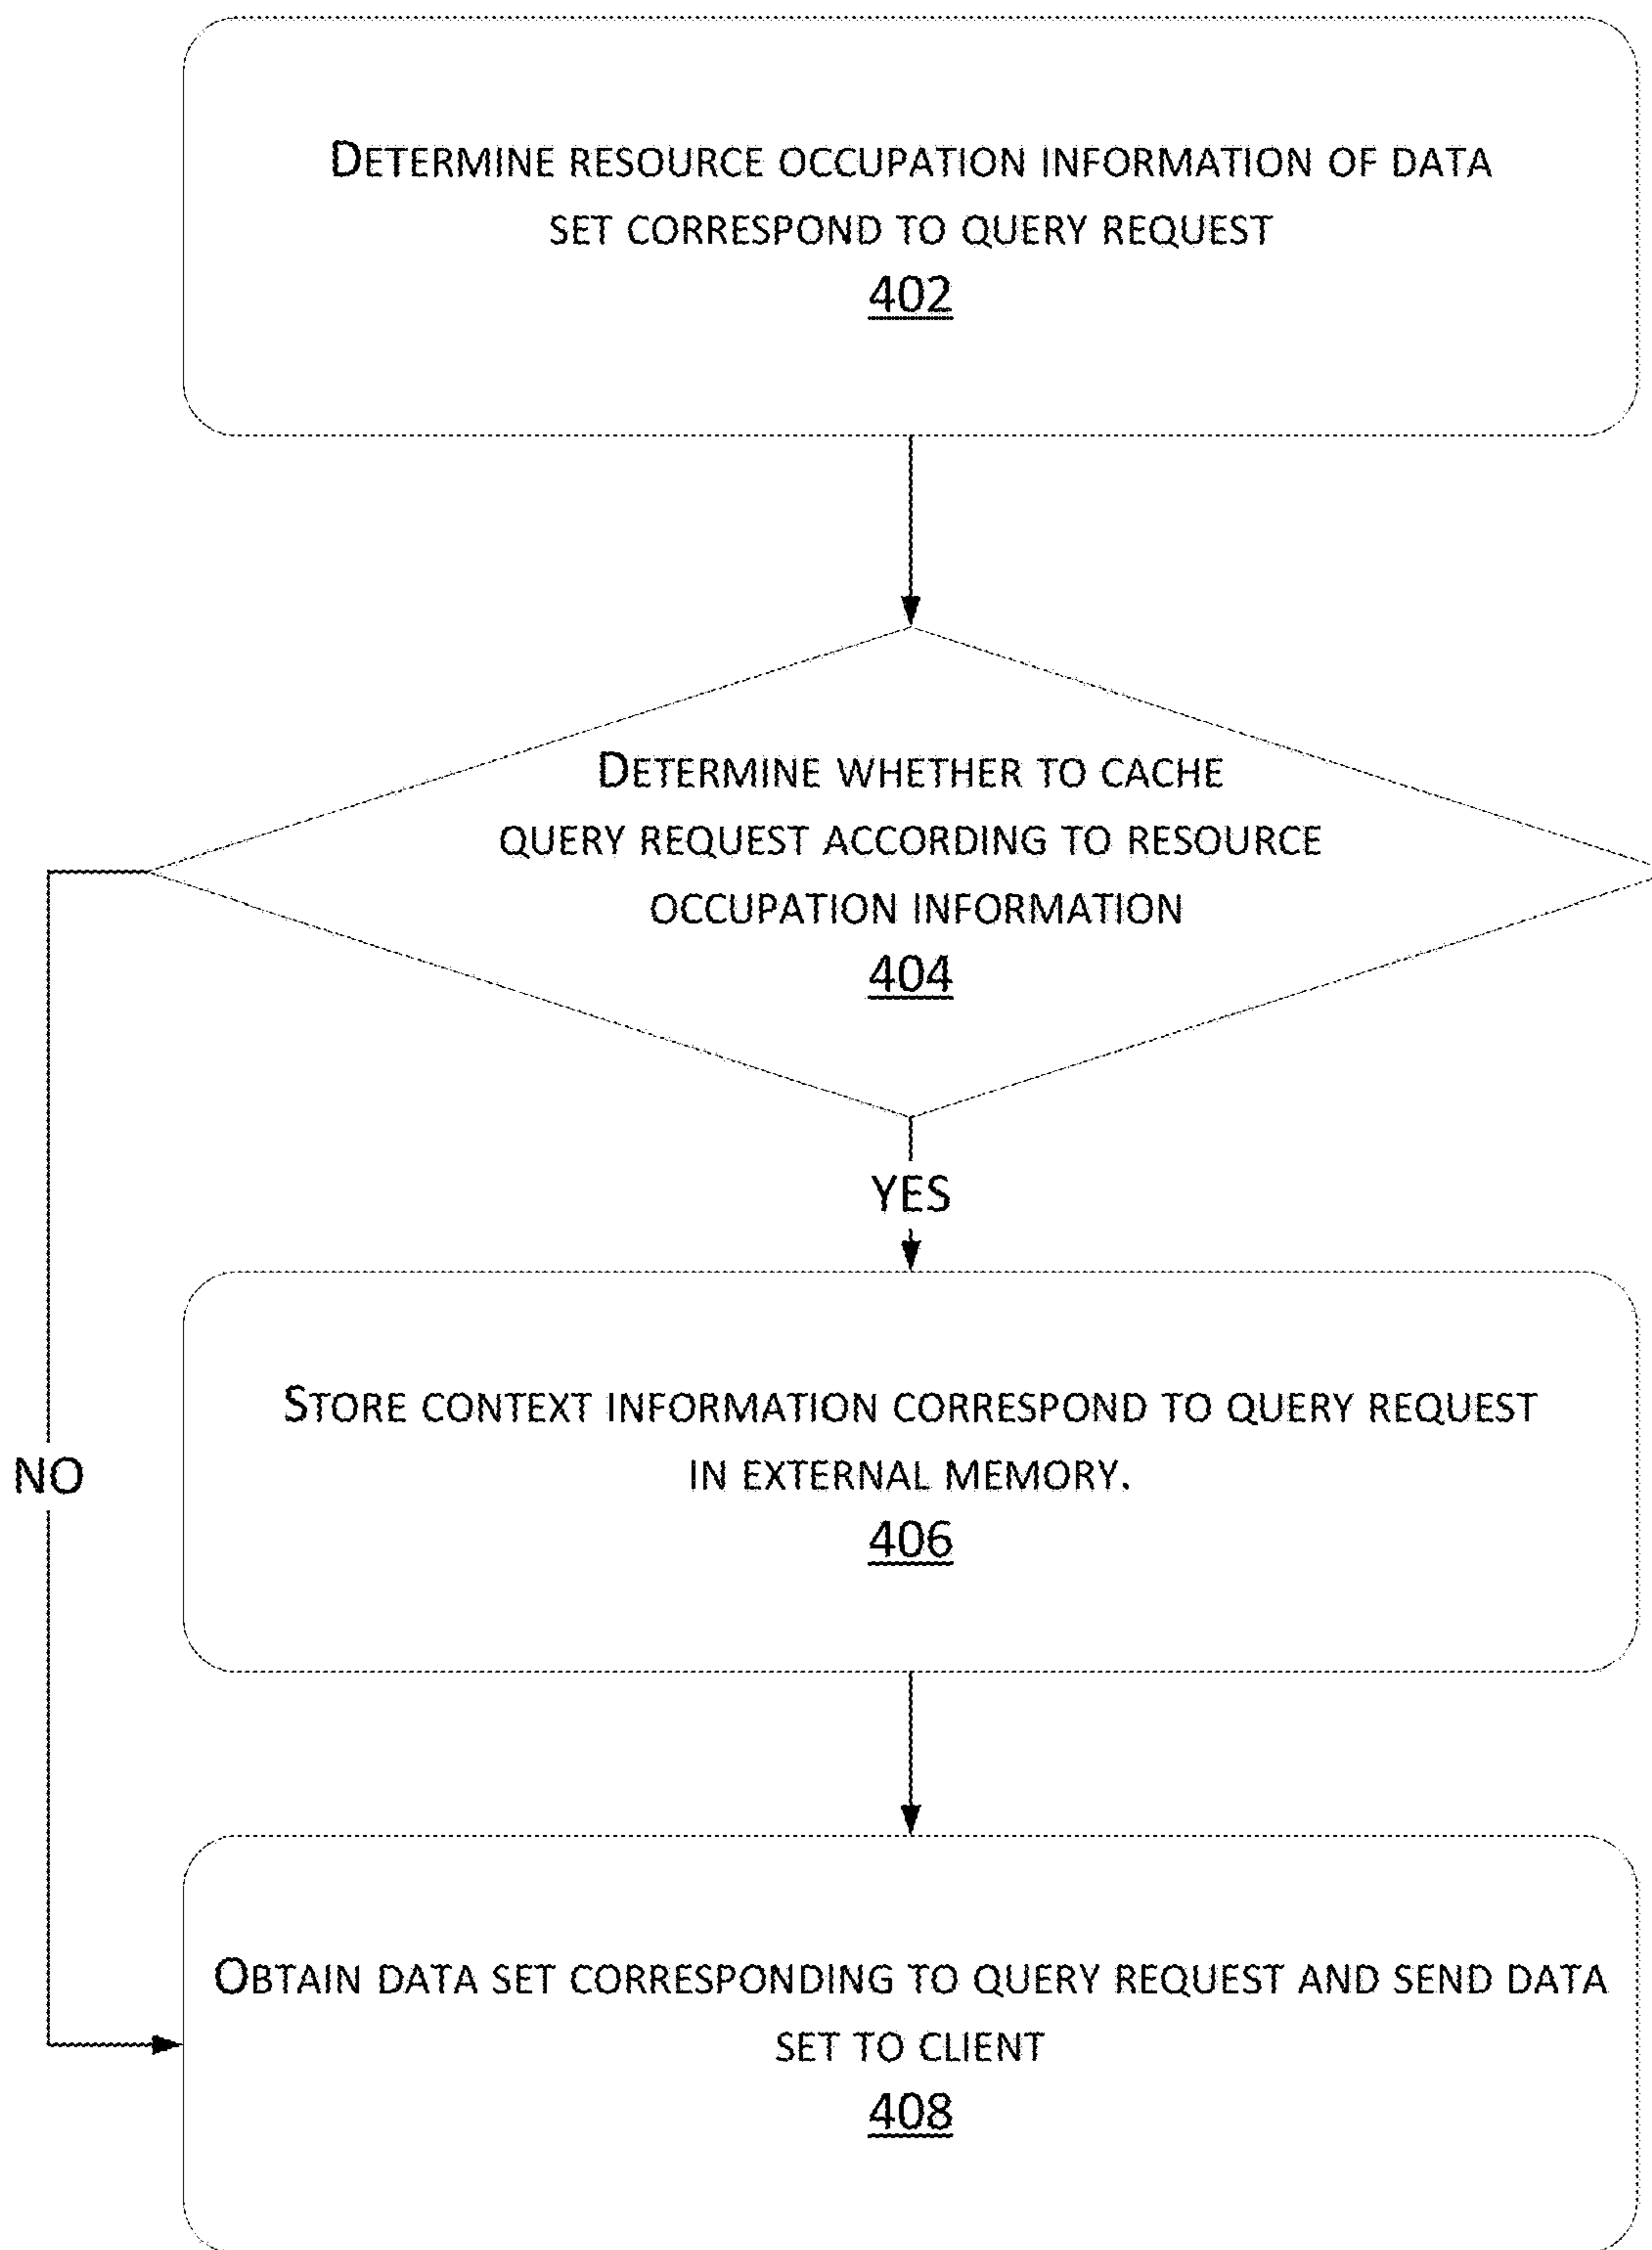 DETERMINE RESOURCE OCCUPATION INFORMATION OF DATA
SET CORRESPOND TO QUERY REQUEST
402
DETERMINE WHETHER TO CACHE
QUERY REQUEST ACCORDING TO RESOURCE
OCCUPATION INFORMATION
404
YES
STORE CONTEXT INFORMATION CORRESPOND TO QUERY REQUEST
IN EXTERNAL MEMORY.
406
NO
OBTAIN DATA SET CORRESPONDING TO QUERY REQUEST AND SEND DATA
SET TO CLIENT
408